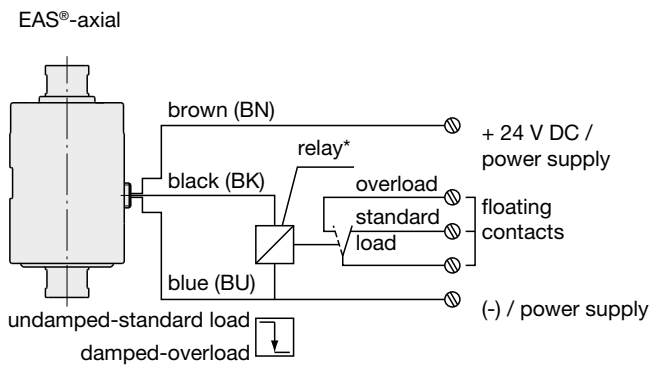 EAS®-axial
brown (BN)
+ 24 V DC /
power supply
relay*
black (BK)
overload
standard
load
floating
contacts
blue (BU)
(-) / power supply
undamped-standard load
damped-overload